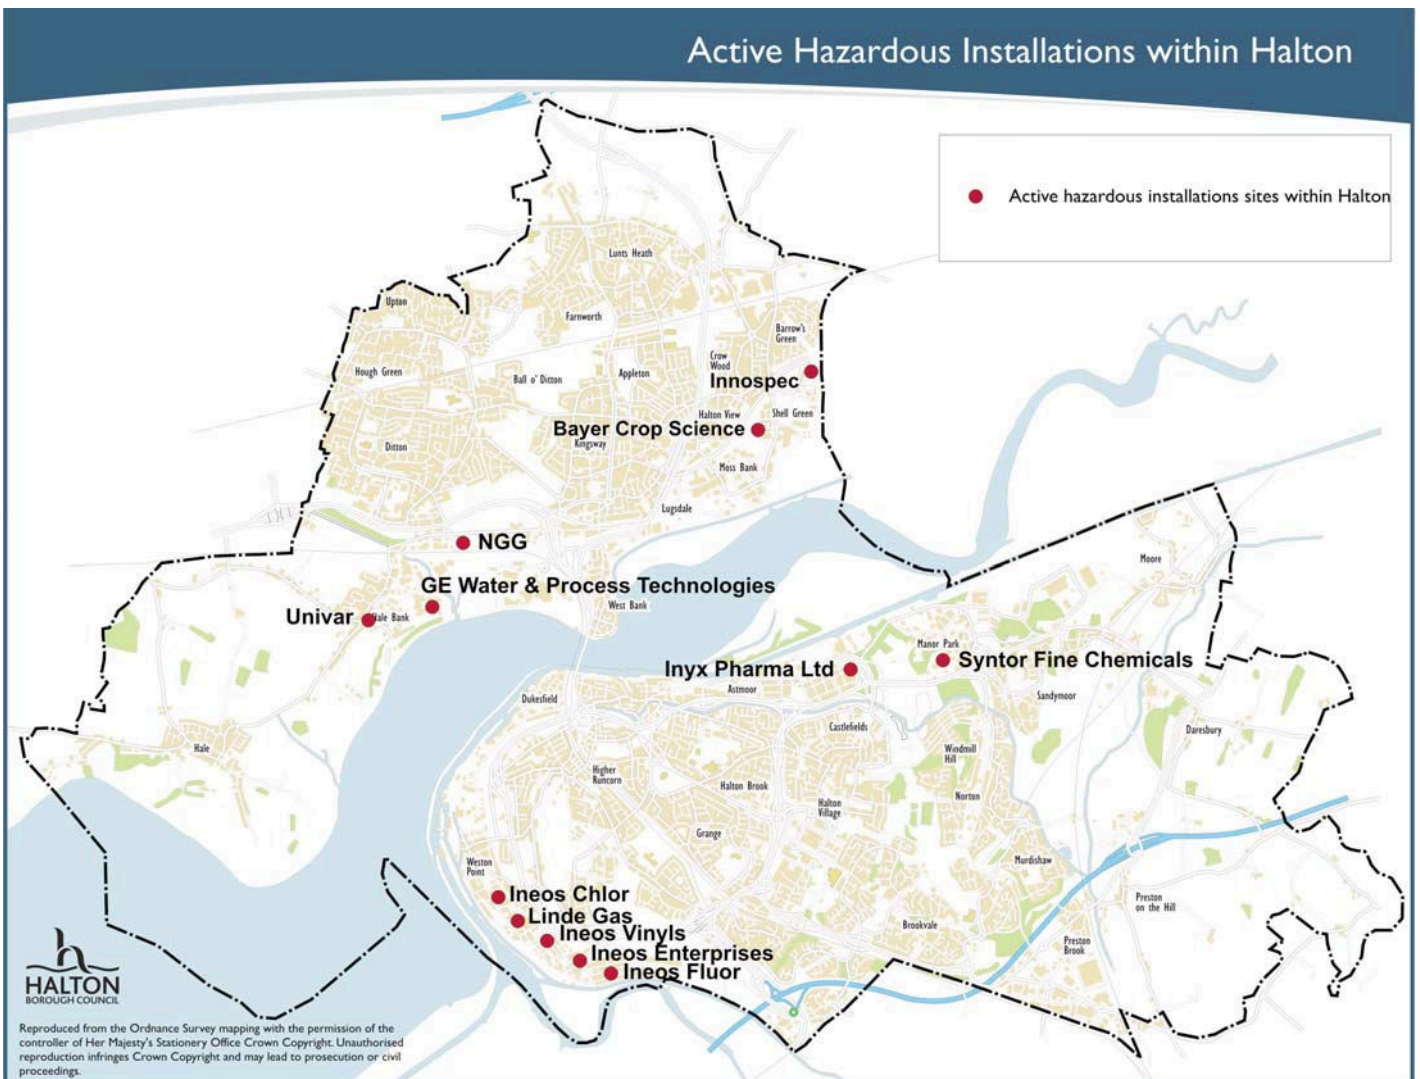 Active Hazardous Installations within Halton
Active hazardous installations sites within Halton
Lunts Heath
Upton
Farnworth
Barrow's
Green
Crow
Wood
Hough Green
Ball o' Ditton
Appleton
Innospec
Halton View
Shell Green
Bayer Crop Science
Kingsway
Ditton
Moss Bank
Lugsdale
NGG
Moore
GE Water & Process Technologies
West Bank
Univar
Hale Bank
Manor Park
Inyx Pharma Ltd
Syntor Fine Chemicals
Astmoor
Sandymoor
Dukesfield
Castlefields
Daresbury
Hale
Windmill
Hill
Higher
Runcorn
Halton Brook
Norton
Halton
Village
Grange
Murdishaw
Weston
Point
Ineos Chlor
Preston
on the Hill
Linde Gas
Brookvale
Ineos Vinyls
Preston
Brook
Ineos Enterprises
Ineos Fluor
HALTON
BOROUGH COUNCIL
Reproduced from the Ordnance Survey mapping with the permission of the
controller of Her Majesty's Stationery Office Crown Copyright. Unauthorised
reproduction infringes Crown Copyright and may lead to prosecution or civil
proceedings.